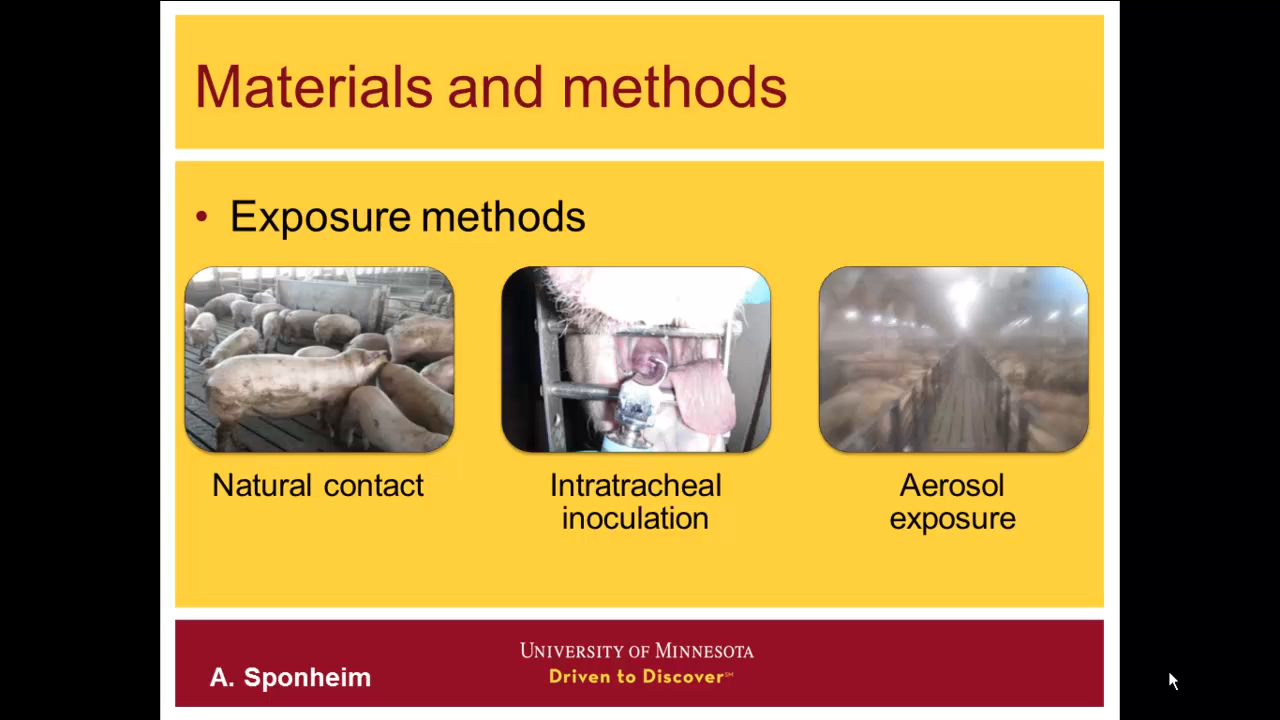 Materials and methods
• Exposure methods
Natural contact
Intratracheal
inoculation
Aerosol
exposure
A. Sponheim
UNIVERSITY OF MINNESOTA
Driven to Discover℠